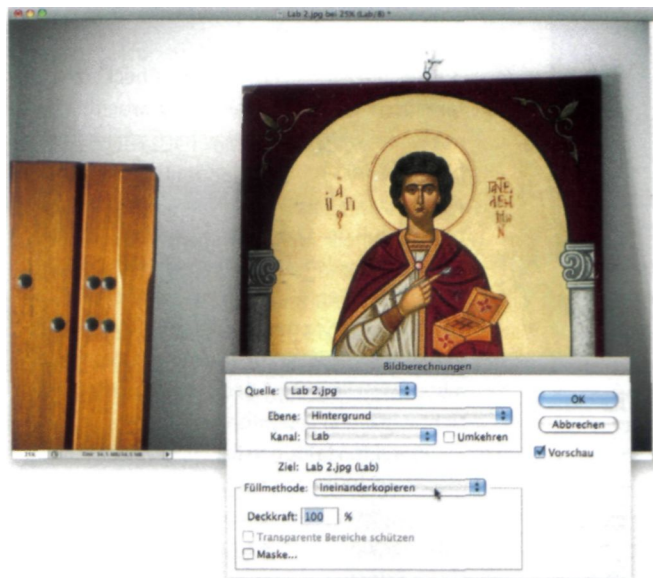 Lab 2.jpg bei 25% (Lab/8) *
Bildberechnungen
Quelle: Lab 2.jpg
Ebene: Hintergrund
Kanal: Lab
Umkehren
Ziel: Lab 2.jpg (Lab)
Füllmethode: Ineinanderkopieren
Deckkraft: 100 %
Transparente Bereiche schützen
Maske...
OK
Abbrechen
Vorschau